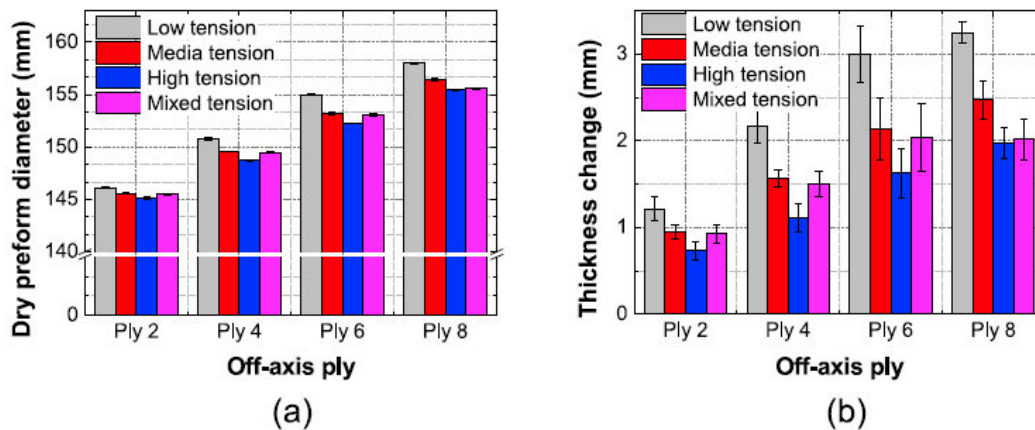 Dry preform diameter (mm)
160
155
150
145
140
0
Low tension
Media tension
High tension
Mixed tension
Ply 2 Ply 4 Ply 6 Ply 8
Off-axis ply
(a)
Thickness change (mm)
3
2
1
0
Low tension
Media tension
High tension
Mixed tension
Ply 2 Ply 4 Ply 6 Ply 8
Off-axis ply
(b)